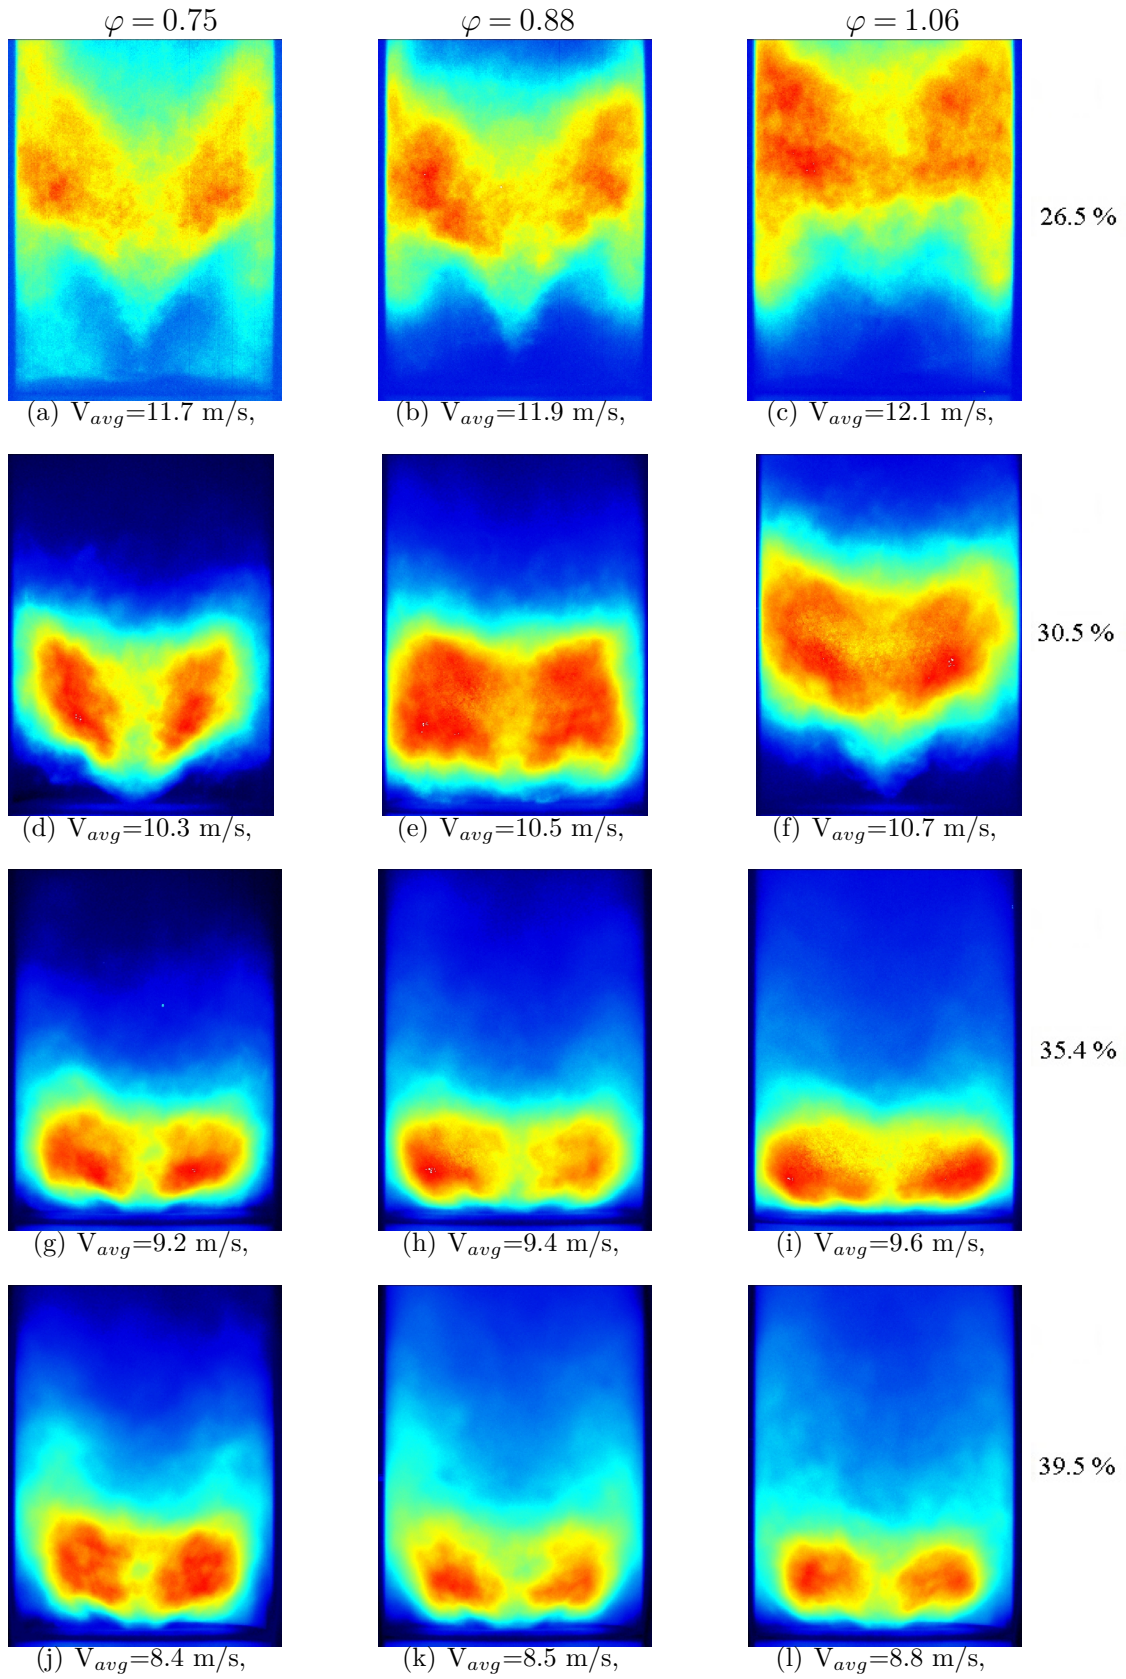 φ = 0.75 φ = 0.88 φ = 1.06
26.5 %
(a) V_avg=11.7 m/s, (b) V_avg=11.9 m/s, (c) V_avg=12.1 m/s,
30.5 %
(d) V_avg=10.3 m/s, (e) V_avg=10.5 m/s, (f) V_avg=10.7 m/s,
35.4 %
(g) V_avg=9.2 m/s, (h) V_avg=9.4 m/s, (i) V_avg=9.6 m/s,
39.5 %
(j) V_avg=8.4 m/s, (k) V_avg=8.5 m/s, (l) V_avg=8.8 m/s,